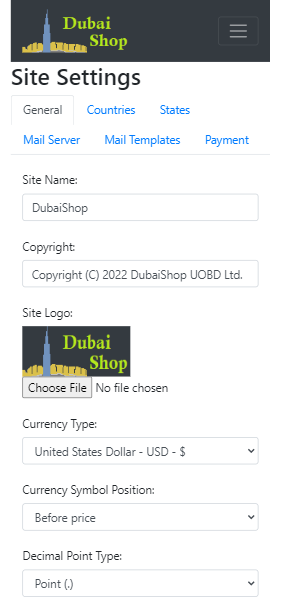 Dubai
Shop
Site Settings
General Countries States
Mail Server Mail Templates Payment
Site Name:
DubaiShop
Copyright:
Copyright (C) 2022 DubaiShop UOBD Ltd.
Site Logo:
Dubai
Shop
Choose File No file chosen
Currency Type:
United States Dollar - USD - $
Currency Symbol Position:
Before price
Decimal Point Type:
Point (.)